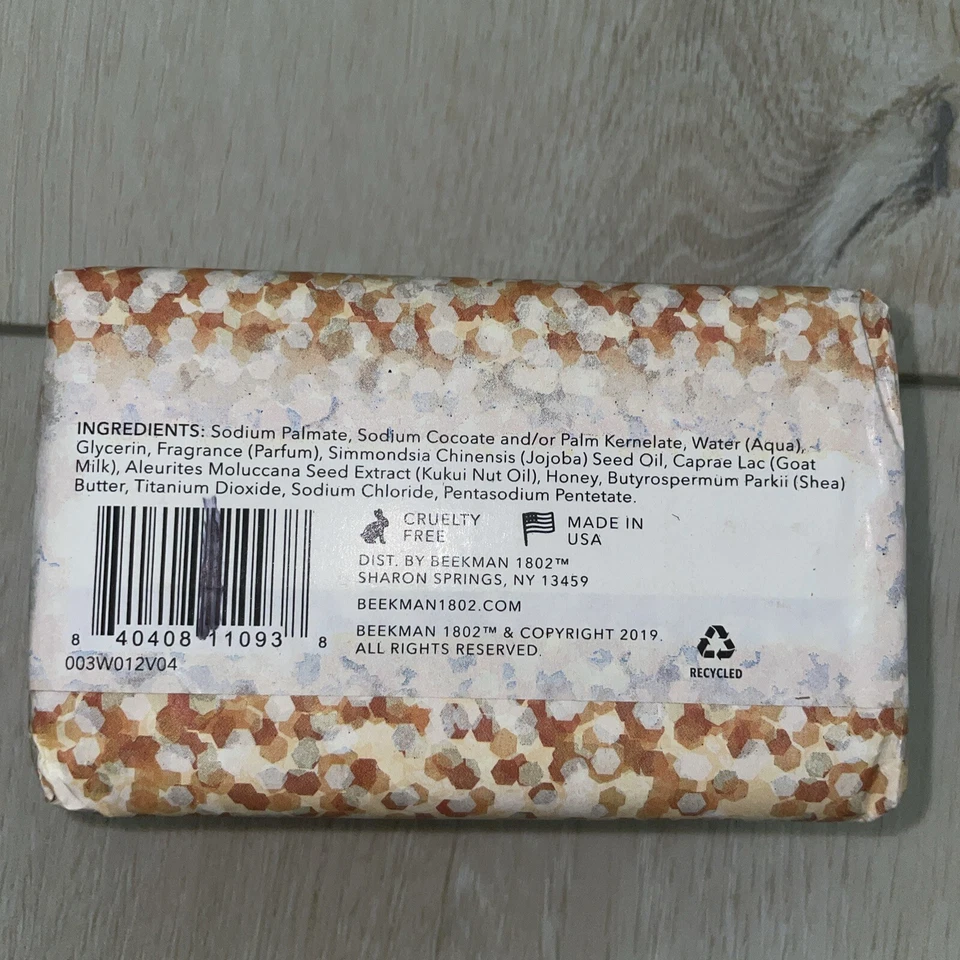 INGREDIENTS: Sodium Palmate, Sodium Cocoate and/or Palm Kernelate, Water (Aqua),
Glycerin, Fragrance (Parfum), Simmondsia Chinensis (Jojoba) Seed Oil, Caprae Lac (Goat
Milk), Aleurites Moluccana Seed Extract (Kukui Nut Oil), Honey, Butyrospermum Parkii (Shea)
Butter, Titanium Dioxide, Sodium Chloride, Pentasodium Pentetate.
CRUELTY
FREE
MADE IN
USA
DIST. BY BEEKMAN 1802™
SHARON SPRINGS, NY 13459
BEEKMAN1802.COM
BEEKMAN 1802™ & COPYRIGHT 2019.
ALL RIGHTS RESERVED.
8 40408 11093 8
003W012V04
RECYCLED